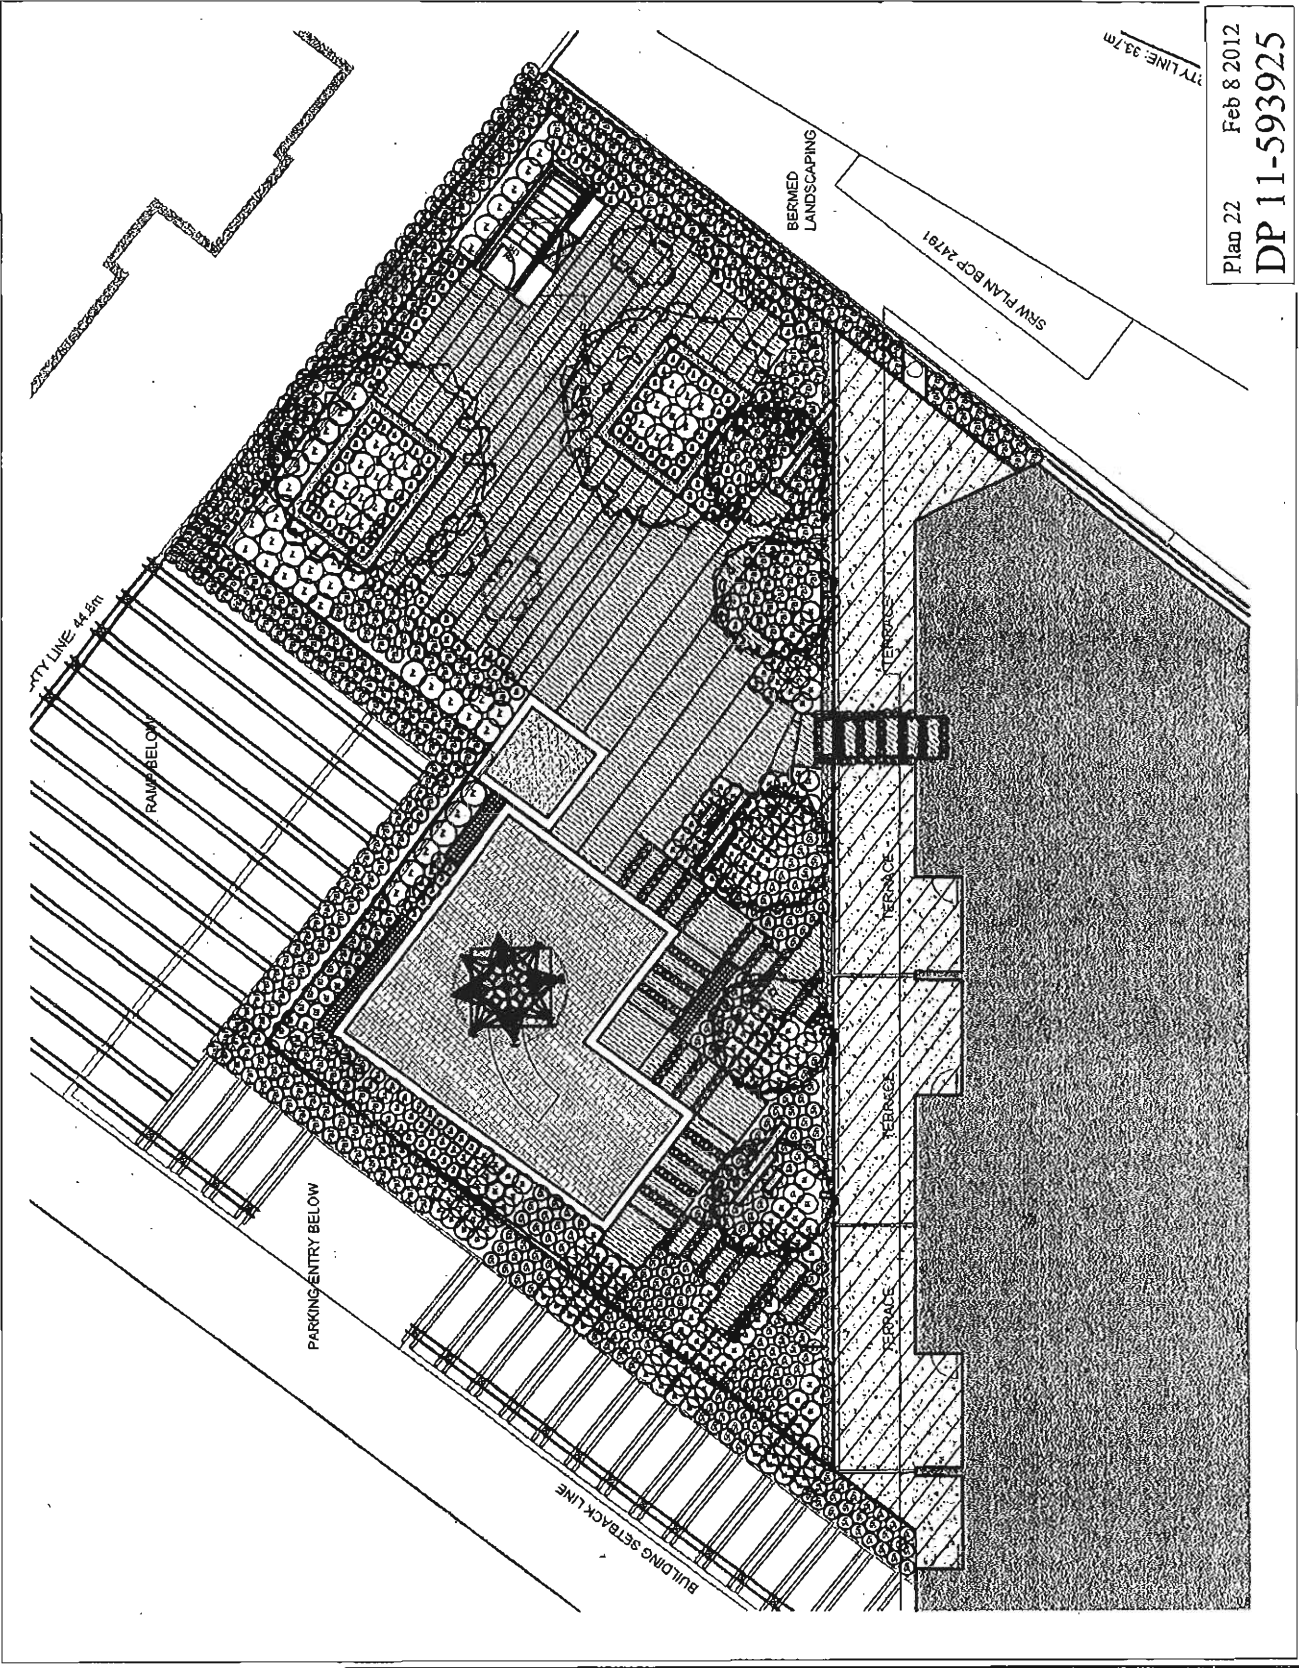 Plan 22 Feb 8 2012
DP 11-593925
TY LINE: 33.7m
BERMED
LANDSCAPING
SRW PLAN BCP 24791
RTY LINE: 44.8m
RAMP BELOW
TERRACE
TERRACE
TERRACE
TERRACE
PARKING ENTRY BELOW
BUILDING SETBACK LINE